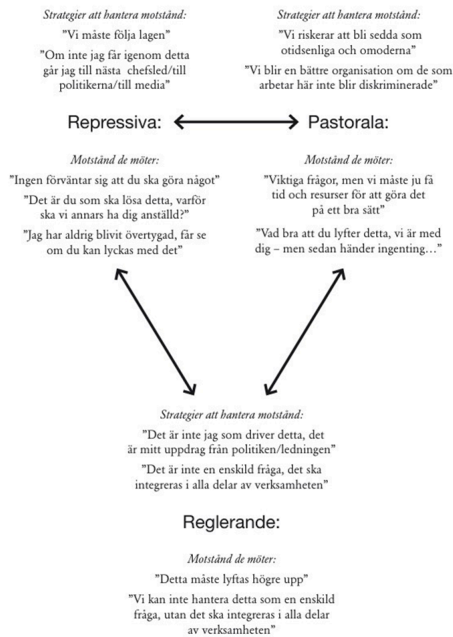 Strategier att hantera motstånd:
”Vi måste följa lagen”
”Om inte jag får igenom detta
går jag till nästa chefsled/till
politikerna/till media”
Repressiva:
Motstånd de möter:
”Ingen förväntar sig att du ska göra något”
”Det är du som ska lösa detta, varför
ska vi annars ha dig anställd?”
”Jag har aldrig blivit övertygad, får se
om du kan lyckas med det”
Strategier att hantera motstånd:
”Vi riskerar att bli sedda som
otidsenliga och omoderna”
”Vi blir en bättre organisation om de som
arbetar här inte blir diskriminerade”
Pastorala:
Motstånd de möter:
”Viktiga frågor, men vi måste ju få
tid och resurser för att göra det
på ett bra sätt”
”Vad bra att du lyfter detta, vi är med
dig – men sedan händer ingenting…”
Strategier att hantera motstånd:
”Det är inte jag som driver detta, det
är mitt uppdrag från politiken/ledningen”
”Det är inte en enskild fråga, det ska
integreras i alla delar av verksamheten”
Reglerande:
Motstånd de möter:
”Detta måste lyftas högre upp”
”Vi kan inte hantera detta som en enskild
fråga, utan det ska integreras i alla delar
av verksamheten”